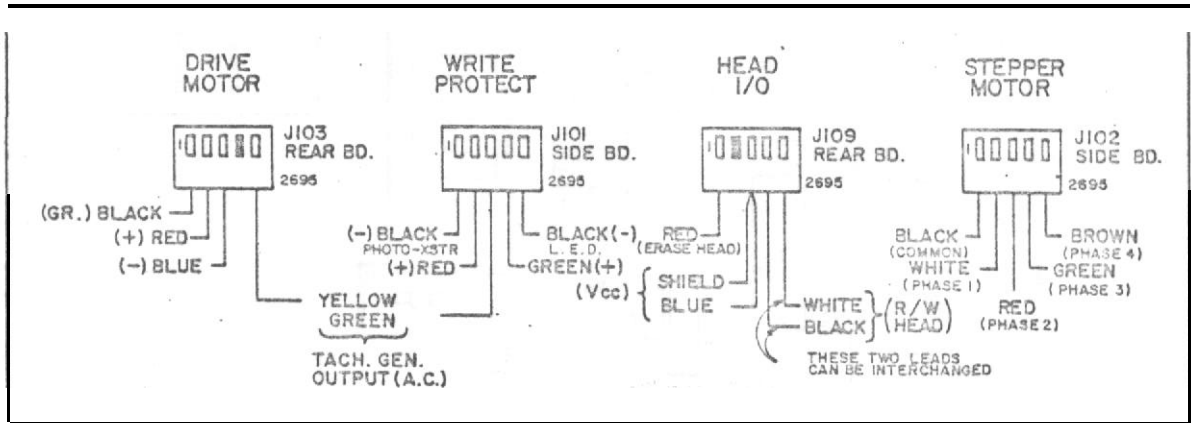 DRIVE
MOTOR
J103
REAR BD.
2695
(GR.) BLACK
(+) RED
(-) BLUE
YELLOW
GREEN
TACH. GEN.
OUTPUT (A.C.)
WRITE
PROTECT
J101
SIDE BD.
2695
(-) BLACK
PHOTO-XSTR
(+) RED
BLACK (-)
L. E. D.
GREEN (+)
HEAD
I/O
J109
REAR BD.
2695
RED
(ERASE HEAD)
(Vcc)
SHIELD
BLUE
WHITE
BLACK
(R/W
HEAD)
THESE TWO LEADS
CAN BE INTERCHANGED
STEPPER
MOTOR
J102
SIDE BD.
2695
BLACK
(COMMON)
WHITE
(PHASE 1)
RED
(PHASE 2)
BROWN
(PHASE 4)
GREEN
(PHASE 3)